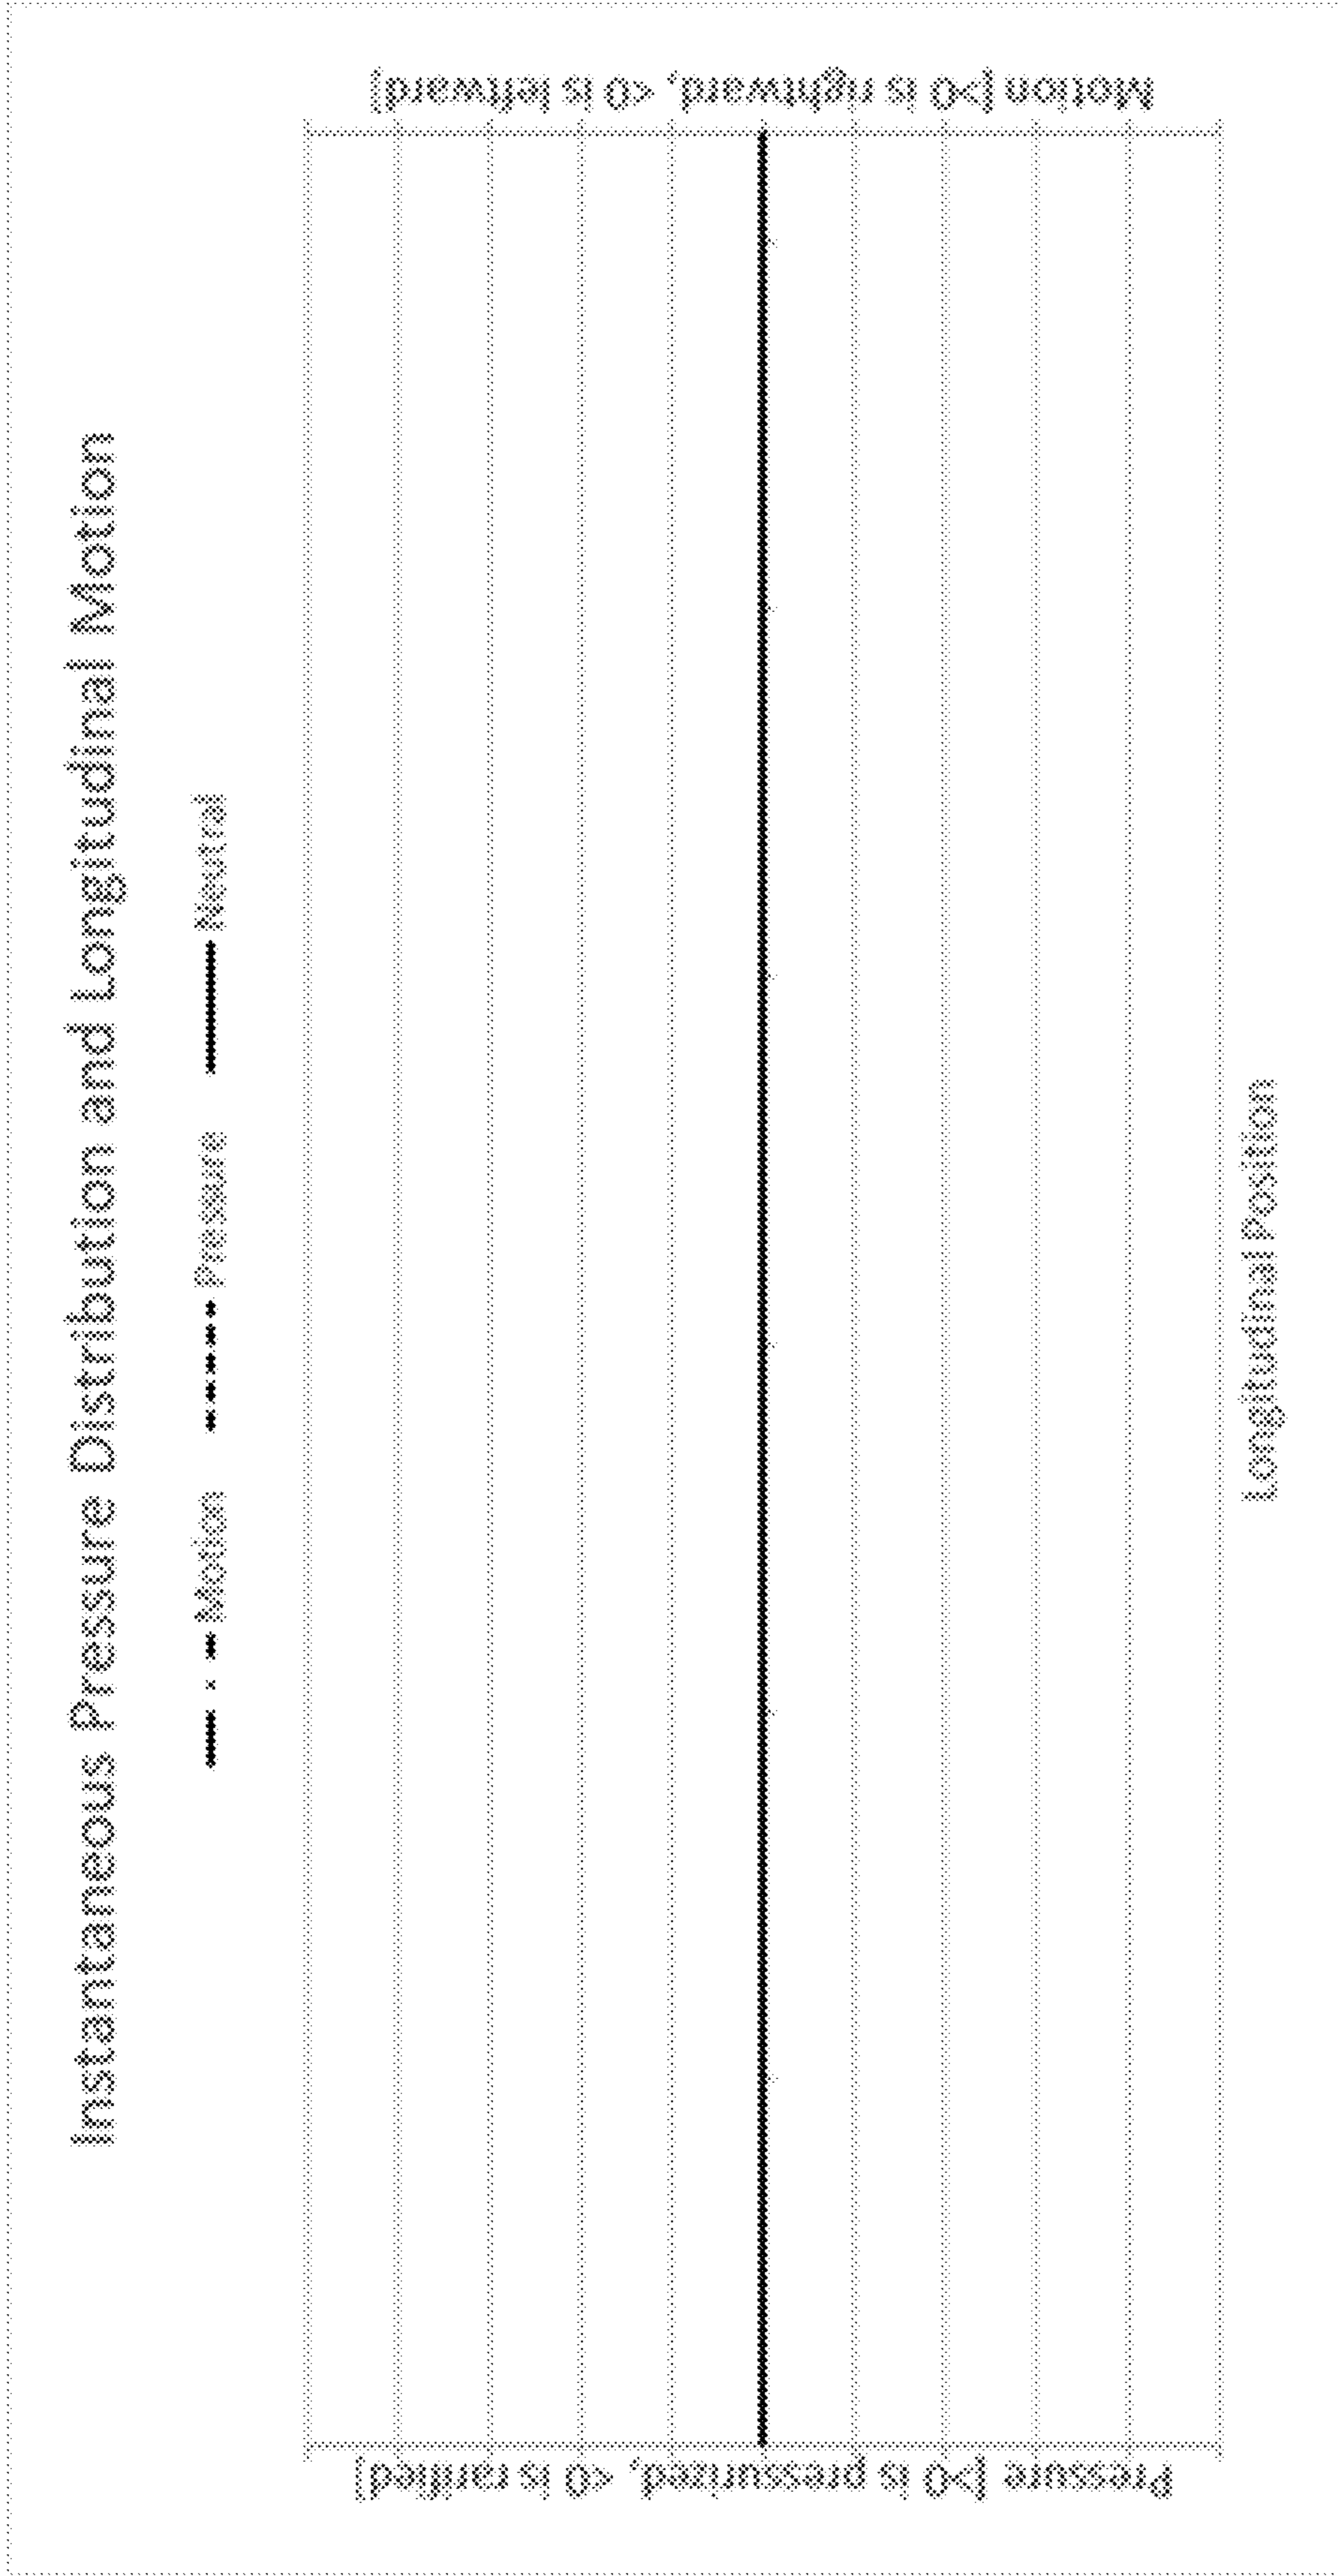 Instantaneous Pressure Distribution and Longitudinal Motion
Motion Pressure Neutral
Pressure [>0 is pressurized, <0 is rarified]
Motion [>0 is rightward, <0 is leftward]
Longitudinal Position